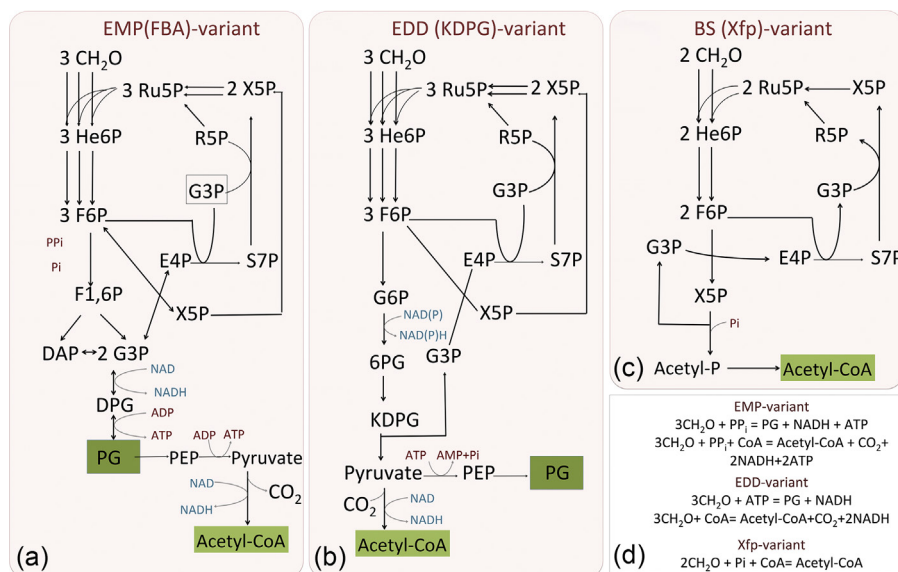 EMP(FBA)-variant
3 CH2O
3 Ru5P
2 X5P
3 He6P
R5P
G3P
3 F6P
PPi
Pi
E4P
S7P
F1,6P
X5P
DAP
2 G3P
NAD
NADH
DPG
ADP
ATP
PG
PEP
ADP
ATP
Pyruvate
NAD
NADH
CO2
Acetyl-CoA
(a)
EDD (KDPG)-variant
3 CH2O
3 Ru5P
2 X5P
3 He6P
R5P
G3P
3 F6P
E4P
S7P
G6P
X5P
NAD(P)
NAD(P)H
6PG
G3P
KDPG
Pyruvate
ATP
AMP+Pi
PEP
PG
CO2
NAD
NADH
Acetyl-CoA
(b)
BS (Xfp)-variant
2 CH2O
2 Ru5P
X5P
2 He6P
R5P
G3P
2 F6P
G3P
E4P
S7P
X5P
Pi
Acetyl-P
Acetyl-CoA
(c)
EMP-variant
3CH2O + PPi = PG + NADH + ATP
3CH2O + PPi+ CoA = Acetyl-CoA + CO2+
2NADH+2ATP
EDD-variant
3CH2O + ATP = PG + NADH
3CH2O+ CoA= Acetyl-CoA+CO2+2NADH
Xfp-variant
2CH2O + Pi + CoA= Acetyl-CoA
(d)